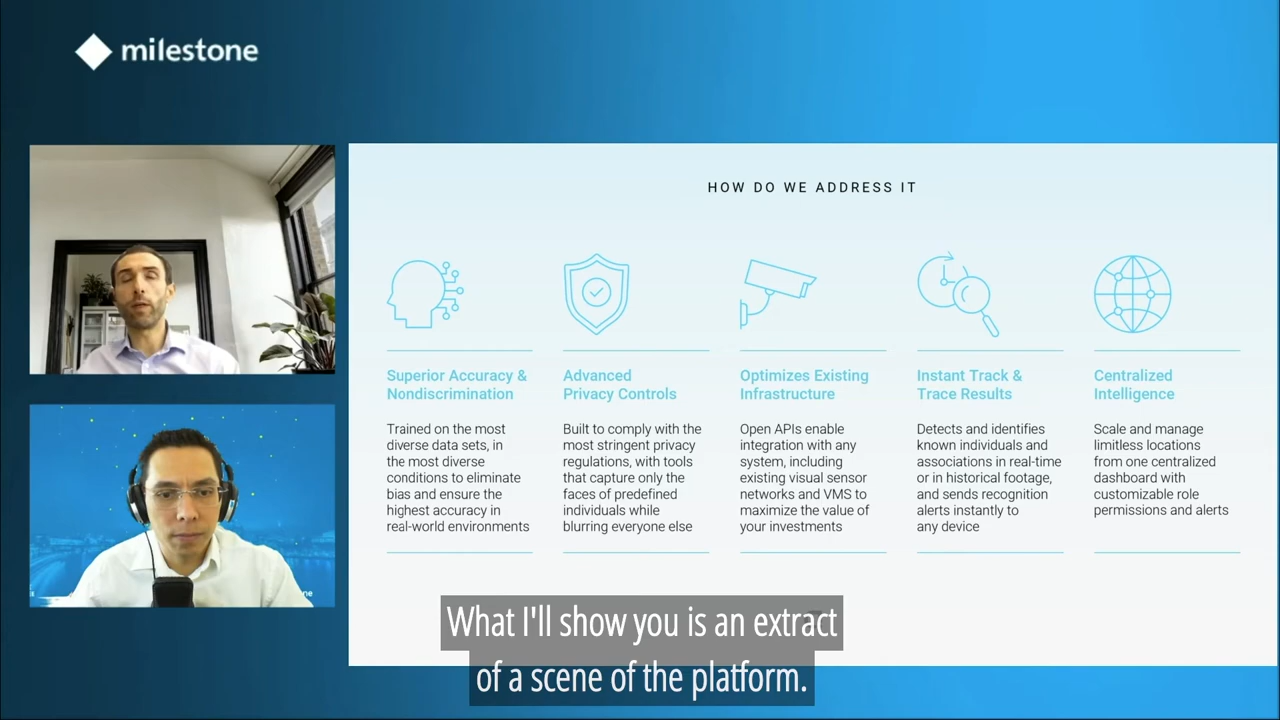 milestone
HOW DO WE ADDRESS IT
Superior Accuracy &
Nondiscrimination
Trained on the most
diverse data sets, in
the most diverse
conditions to eliminate
bias and ensure the
highest accuracy in
real-world environments
Advanced
Privacy Controls
Built to comply with the
most stringent privacy
regulations, with tools
that capture only the
faces of predefined
individuals while
blurring everyone else
Optimizes Existing
Infrastructure
Open APIs enable
integration with any
system, including
existing visual sensor
networks and VMS to
maximize the value of
your investments
Instant Track &
Trace Results
Detects and identifies
known individuals and
associations in real-time
or in historical footage,
and sends recognition
alerts instantly to
any device
Centralized
Intelligence
Scale and manage
limitless locations
from one centralized
dashboard with
customizable role
permissions and alerts
What I'll show you is an extract
of a scene of the platform.